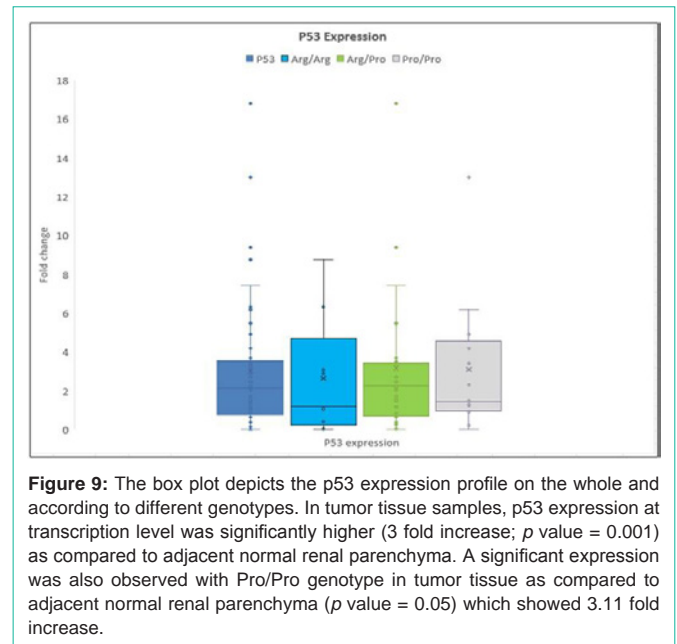 P53 Expression
P53 Arg/Arg Arg/Pro Pro/Pro
18
16
14
12
10
8
6
4
2
0
Fold change
P53 expression
Figure 9: The box plot depicts the p53 expression profile on the whole and
according to different genotypes. In tumor tissue samples, p53 expression at
transcription level was significantly higher (3 fold increase; p value = 0.001)
as compared to adjacent normal renal parenchyma. A significant expression
was also observed with Pro/Pro genotype in tumor tissue as compared to
adjacent normal renal parenchyma (p value = 0.05) which showed 3.11 fold
increase.